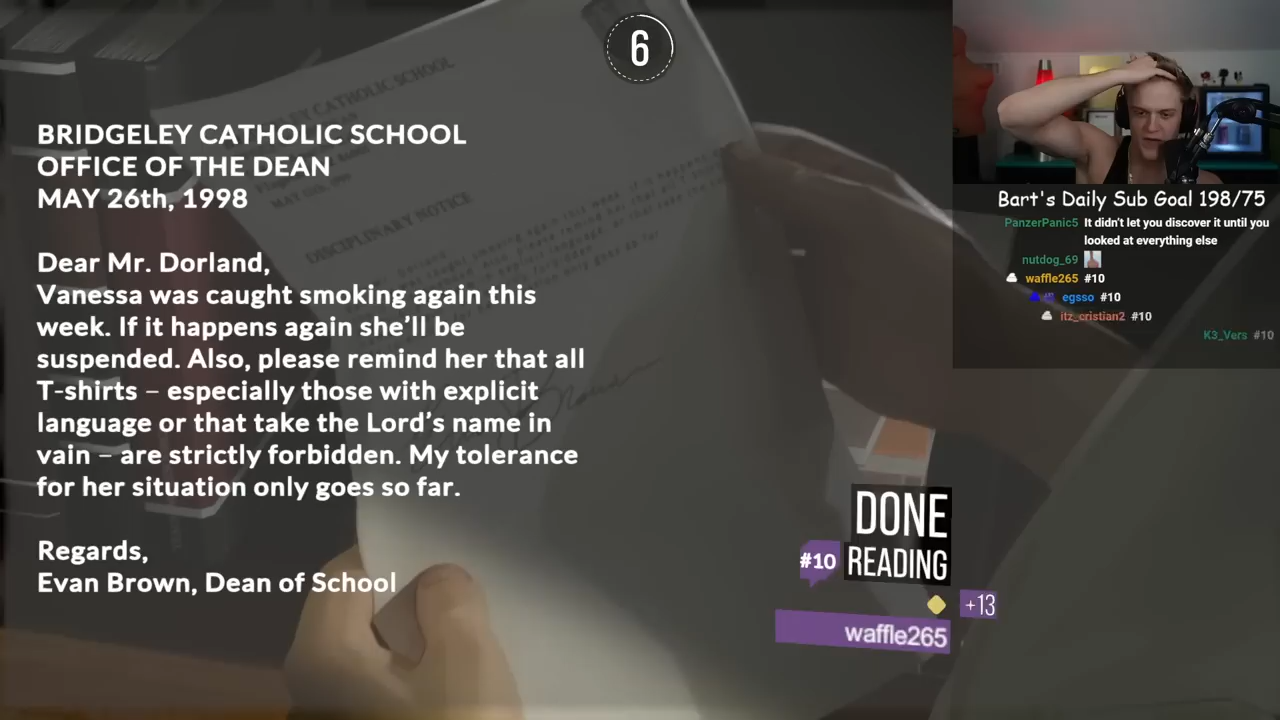 6
BRIDGELEY CATHOLIC SCHOOL
OFFICE OF THE DEAN
MAY 26th, 1998
Dear Mr. Dorland,
Vanessa was caught smoking again this
week. If it happens again she’ll be
suspended. Also, please remind her that all
T-shirts – especially those with explicit
language or that take the Lord’s name in
vain – are strictly forbidden. My tolerance
for her situation only goes so far.
Regards,
Evan Brown, Dean of School
DISCIPLINARY NOTICE
DONE
#10 READING
+13
waffle265
Bart's Daily Sub Goal 198/75
PanzerPanic5 It didn't let you discover it until you
looked at everything else
nutdog_69
waffle265 #10
egsso #10
itz_cristian2 #10
K3_Vers #10